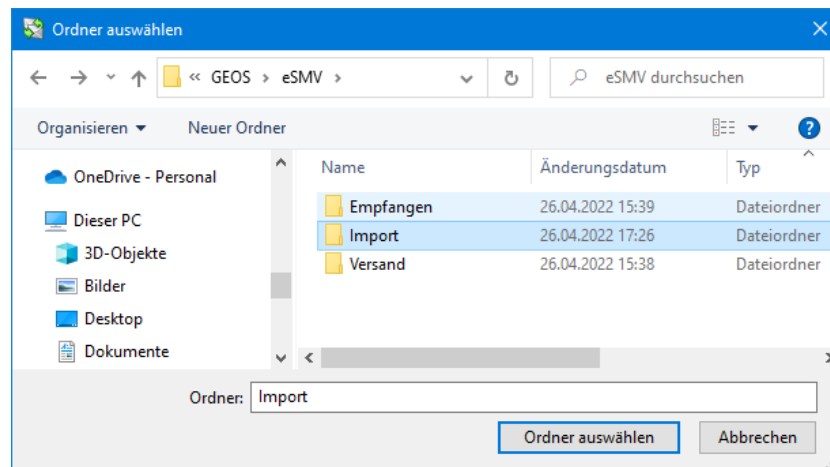 Ordner auswählen
« GEOS > eSMV >
eSMV durchsuchen
Organisieren
Neuer Ordner
OneDrive - Personal
Dieser PC
3D-Objekte
Bilder
Desktop
Dokumente
Name Änderungsdatum Typ
Empfangen 26.04.2022 15:39 Dateiordner
Import 26.04.2022 17:26 Dateiordner
Versand 26.04.2022 15:38 Dateiordner
Ordner: Import
Ordner auswählen Abbrechen